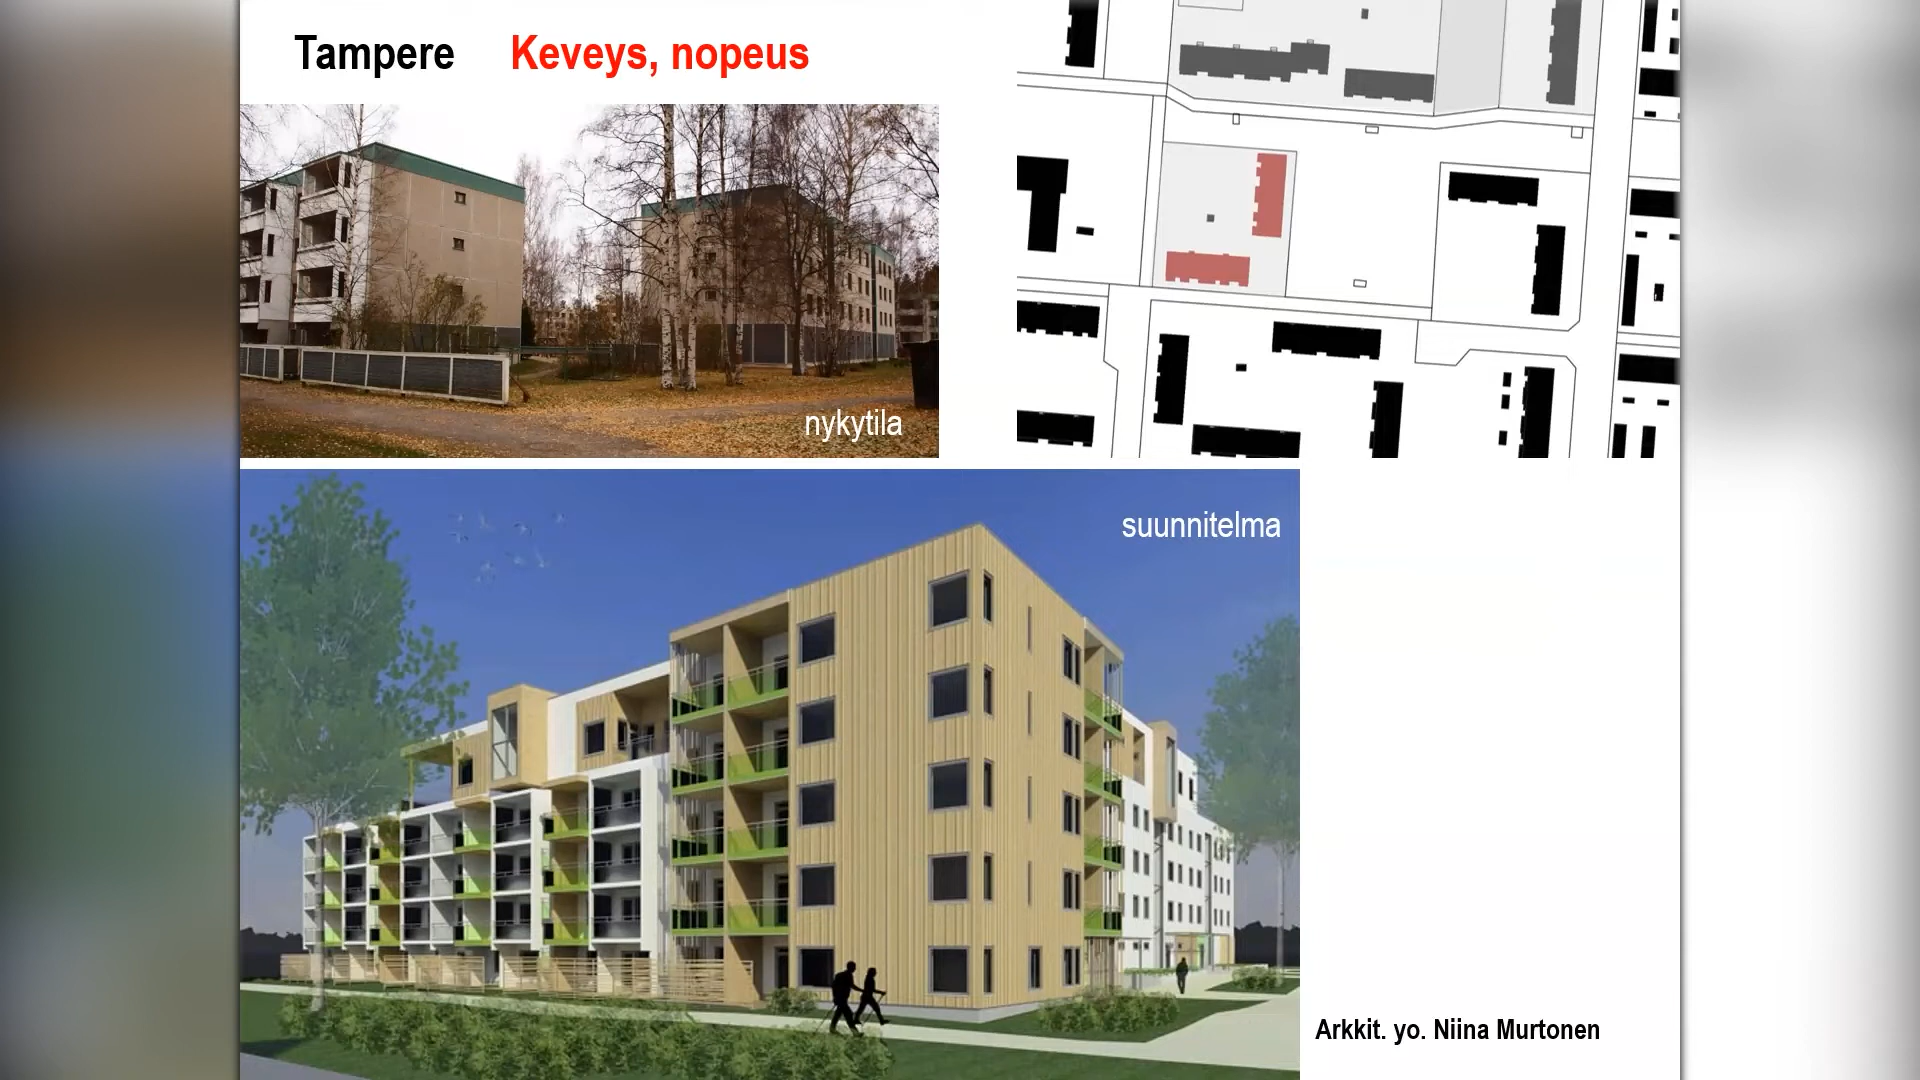 Tampere Keveys, nopeus
nykytila
suunnitelma
Arkkit. yo. Niina Murtonen